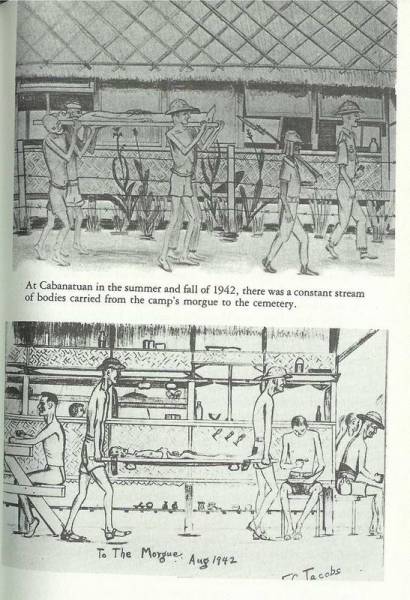 At Cabanatuan in the summer and fall of 1942, there was a constant stream
of bodies carried from the camp's morgue to the cemetery.
To The Morgue. Aug 1942
Jacobs